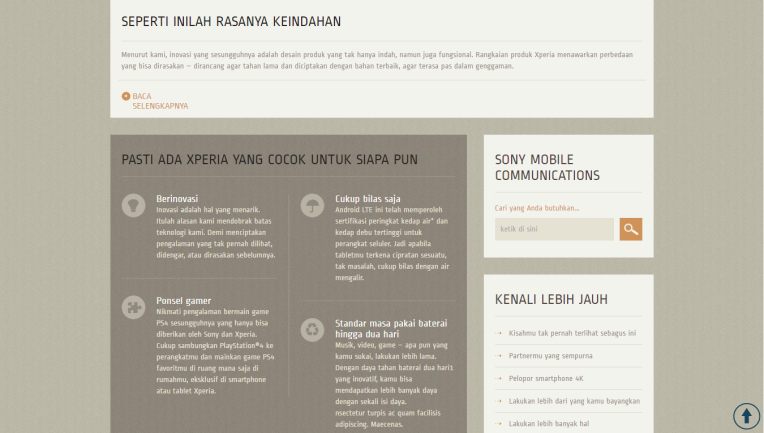 SEPERTI INILAH RASANYA KEINDAHAN
Menurut kami, inovasi yang sesungguhnya adalah desain produk yang tak hanya indah, namun juga fungsional. Rangkaian produk Xperia menawarkan perbedaan
yang bisa dirasakan – dirancang agar tahan lama dan diciptakan dengan bahan terbaik, agar terasa pas dalam genggaman.
BACA
SELENGKAPNYA
PASTI ADA XPERIA YANG COCOK UNTUK SIAPA PUN
Berinovasi
Inovasi adalah hal yang menarik.
Itulah alasan kami mendobrak batas
teknologi kami. Demi menciptakan
pengalaman yang tak pernah dilihat,
didengar, atau dirasakan sebelumnya.
Ponsel gamer
Nikmati pengalaman bermain game
PS4 sesungguhnya yang hanya bisa
diberikan oleh Sony dan Xperia.
Cukup sambungkan PlayStation®4 ke
perangkatmu dan mainkan game PS4
favoritmu di ruang mana saja di
rumahmu, eksklusif di smartphone
atau tablet Xperia.
Cukup bilas saja
Android LTE ini telah memperoleh
sertifikasi peringkat kedap air* dan
kedap debu tertinggi untuk
perangkat seluler. Jadi apabila
tabletmu terkena cipratan sesuatu,
tak masalah, cukup bilas dengan air
mengalir.
Standar masa pakai baterai
hingga dua hari
Musik, video, game – apa pun yang
kamu sukai, lakukan lebih lama.
Dengan daya tahan baterai dua hari1
yang inovatif, kamu bisa
mendapatkan lebih banyak daya
dengan sekali isi daya.
nsectetur turpis ac quam facilisis
adipiscing. Maecenas.
SONY MOBILE
COMMUNICATIONS
Cari yang Anda butuhkan...
ketik di sini
KENALI LEBIH JAUH
Kisahmu tak pernah terlihat sebagus ini
Partnermu yang sempurna
Pelopor smartphone 4K
Lakukan lebih dari yang kamu bayangkan
Lakukan lebih banyak hal